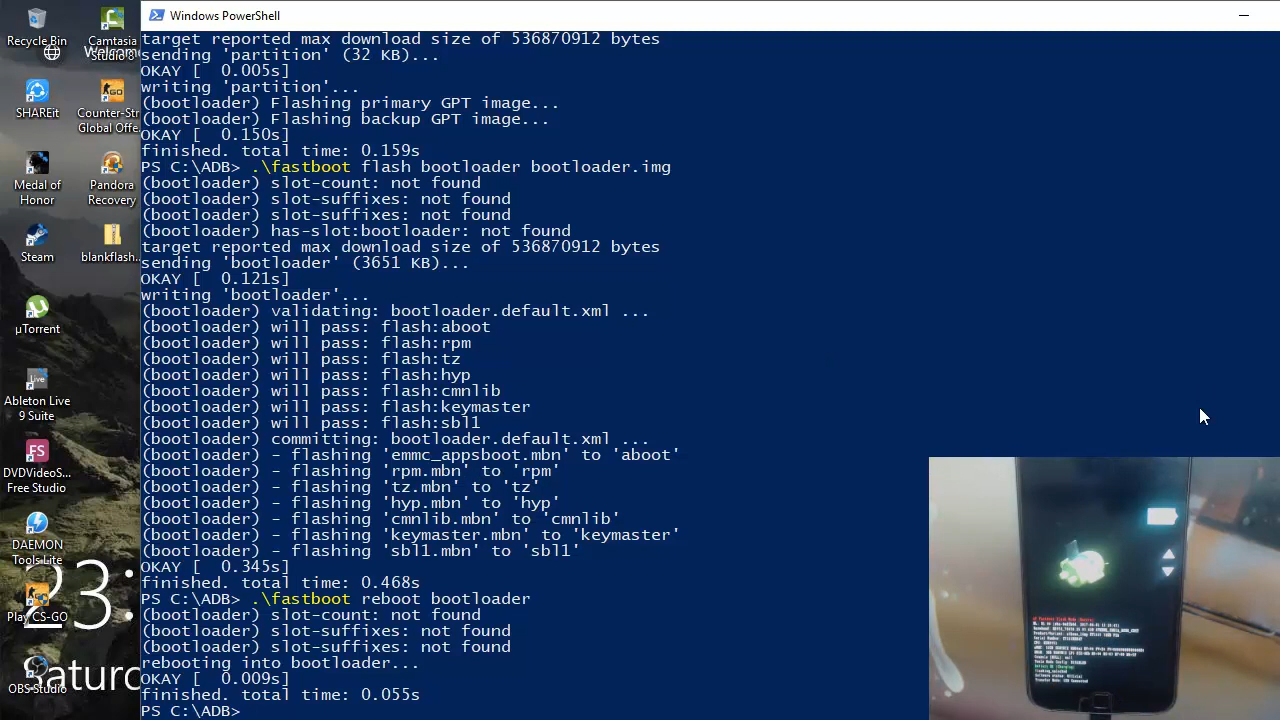 Windows PowerShell
Recycle Bin
Camtasia
Studio 8
Welcom
SHAREit
Counter-Str
Global Offe
Medal of
Honor
Pandora
Recovery
Steam
blankflash...
µTorrent
Ableton Live
9 Suite
DVDVideoS...
Free Studio
DAEMON
Tools Lite
23:
Play CS-GO
Saturd
OBS Studio
target reported max download size of 536870912 bytes
sending 'partition' (32 KB)...
OKAY [  0.005s]
writing 'partition'...
(bootloader) Flashing primary GPT image...
(bootloader) Flashing backup GPT image...
OKAY [  0.150s]
finished. total time: 0.159s
PS C:\ADB> .\fastboot flash bootloader bootloader.img
(bootloader) slot-count: not found
(bootloader) slot-suffixes: not found
(bootloader) slot-suffixes: not found
(bootloader) has-slot:bootloader: not found
target reported max download size of 536870912 bytes
sending 'bootloader' (3651 KB)...
OKAY [  0.121s]
writing 'bootloader'...
(bootloader) validating: bootloader.default.xml ...
(bootloader) will pass: flash:aboot
(bootloader) will pass: flash:rpm
(bootloader) will pass: flash:tz
(bootloader) will pass: flash:hyp
(bootloader) will pass: flash:cmnlib
(bootloader) will pass: flash:keymaster
(bootloader) will pass: flash:sbl1
(bootloader) committing: bootloader.default.xml ...
(bootloader) - flashing 'emmc_appsboot.mbn' to 'aboot'
(bootloader) - flashing 'rpm.mbn' to 'rpm'
(bootloader) - flashing 'tz.mbn' to 'tz'
(bootloader) - flashing 'hyp.mbn' to 'hyp'
(bootloader) - flashing 'cmnlib.mbn' to 'cmnlib'
(bootloader) - flashing 'keymaster.mbn' to 'keymaster'
(bootloader) - flashing 'sbl1.mbn' to 'sbl1'
OKAY [  0.345s]
finished. total time: 0.468s
PS C:\ADB> .\fastboot reboot bootloader
(bootloader) slot-count: not found
(bootloader) slot-suffixes: not found
(bootloader) slot-suffixes: not found
rebooting into bootloader...
OKAY [  0.009s]
finished. total time: 0.055s
PS C:\ADB>